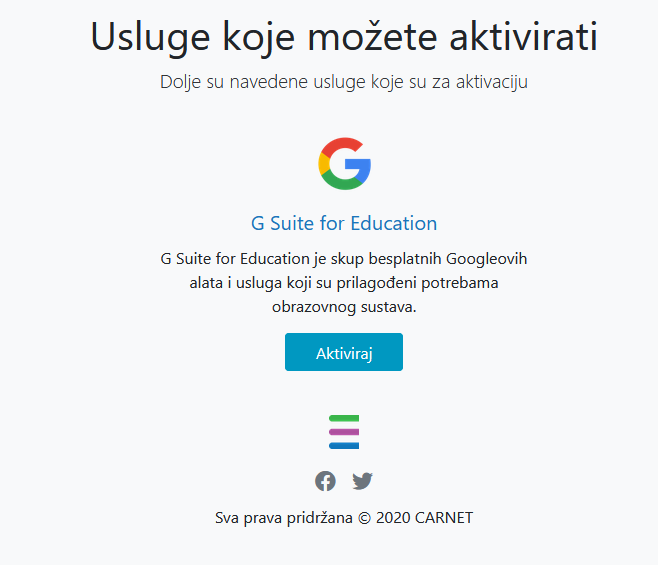 Usluge koje možete aktivirati
Dolje su navedene usluge koje su za aktivaciju
G Suite for Education
G Suite for Education je skup besplatnih Googleovih
alata i usluga koji su prilagođeni potrebama
obrazovnog sustava.
Aktiviraj
Sva prava pridržana © 2020 CARNET